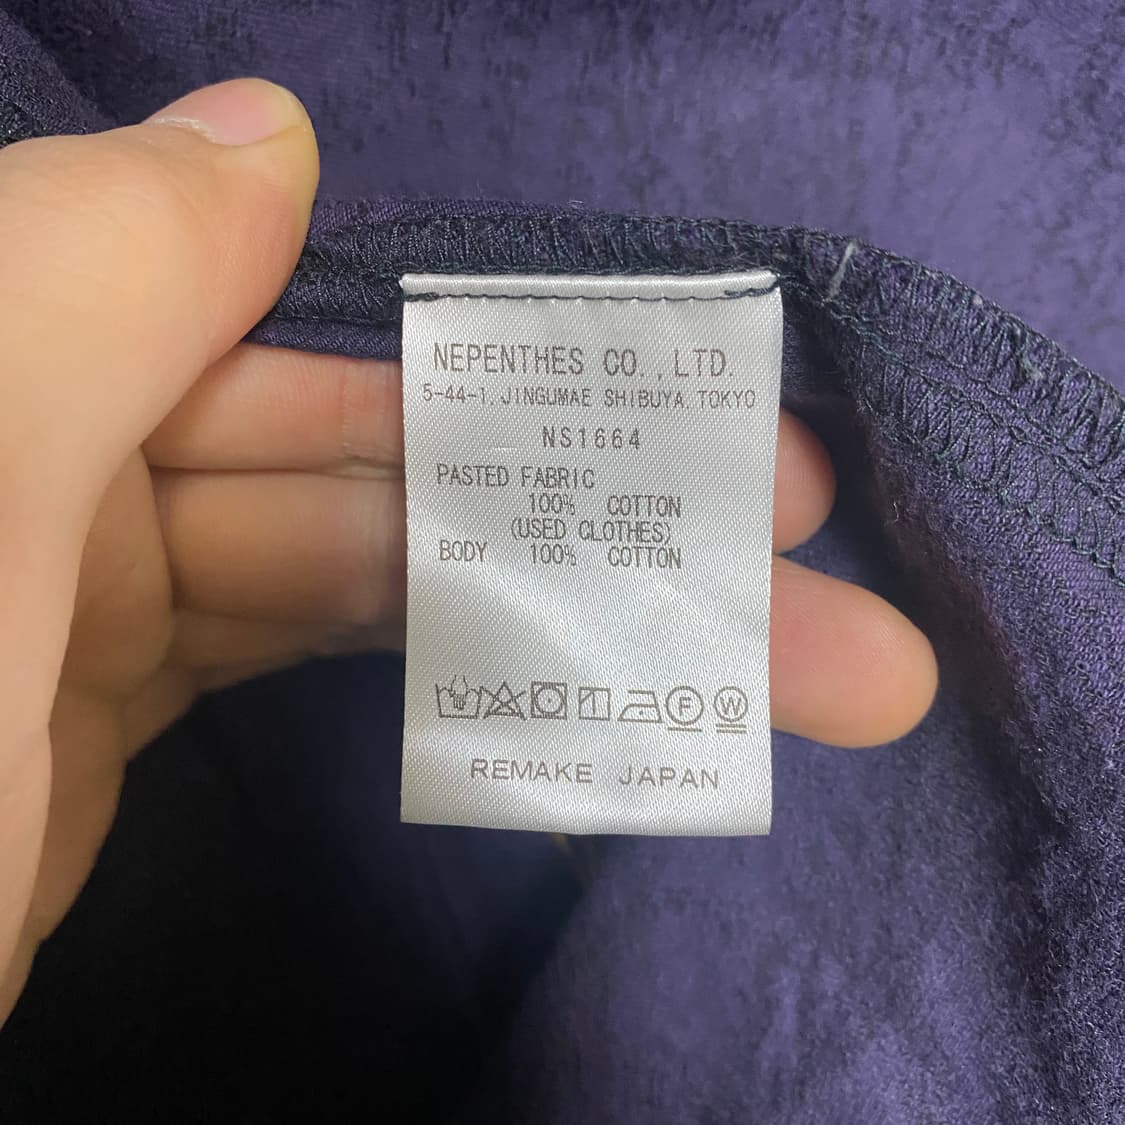 NEPENTHES CO.,LTD.
5-44-1,JINGUMAE SHIBUYA, TOKYO
NS1664
PASTED FABRIC
100% COTTON
(USED CLOTHES)
BODY 100% COTTON
F W
REMAKE JAPAN